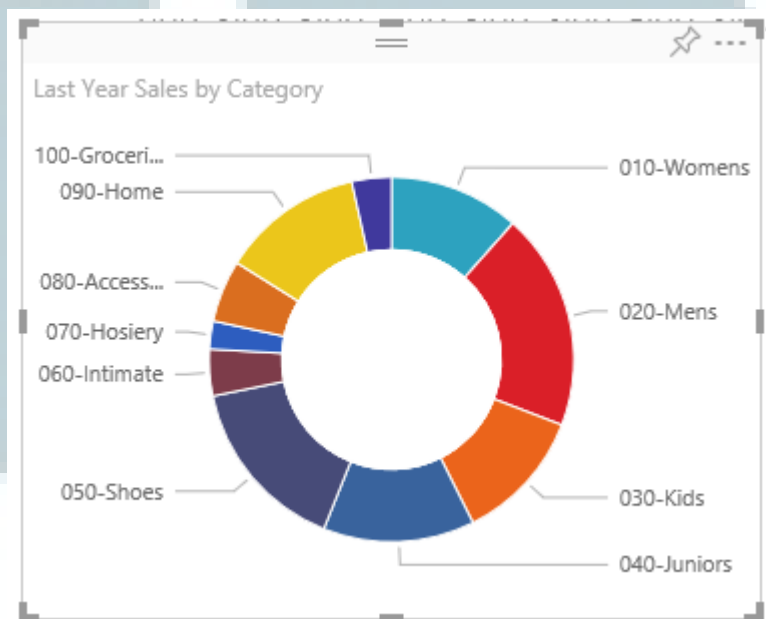 Last Year Sales by Category
100-Groceri...
010-Womens
090-Home
080-Access...
020-Mens
070-Hosiery
060-Intimate
050-Shoes
030-Kids
040-Juniors